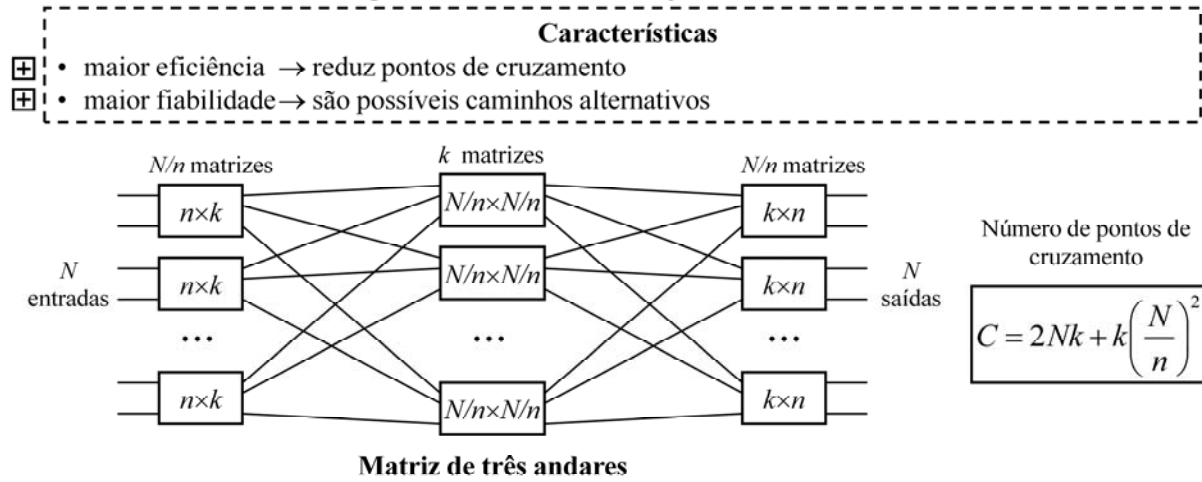 Características
• maior eficiência → reduz pontos de cruzamento
• maior fiabilidade → são possíveis caminhos alternativos
k matrizes
N/n matrizes
N/n matrizes
n×k
N/n×N/n
k×n
Número de pontos de
cruzamento
N
entradas
n×k
N/n×N/n
k×n
N
saídas
C = 2Nk + k(N/n)²
...
...
...
n×k
N/n×N/n
k×n
Matriz de três andares